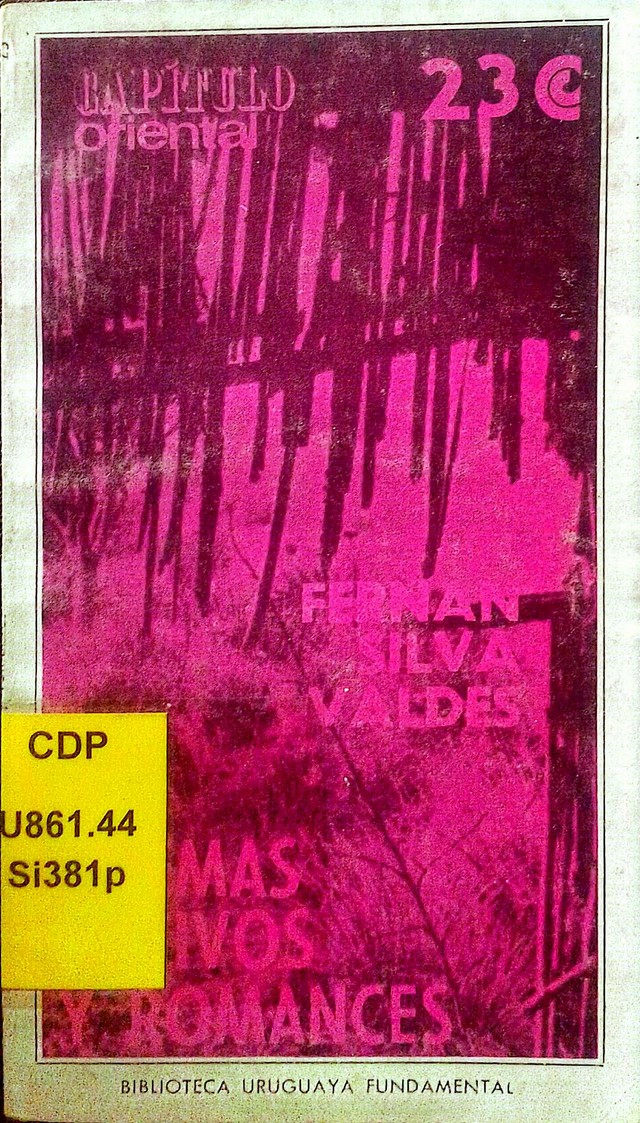 CAPÍTULO
oriental
23
FERNAN
SILVA
VALDES
CDP
U861.44
Si381p
MAS
IVOS
Y ROMANCES
BIBLIOTECA URUGUAYA FUNDAMENTAL